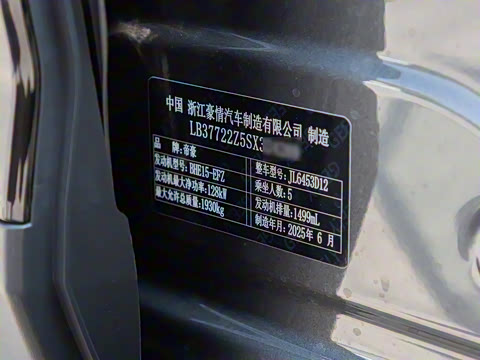 中国 浙江豪情汽车制造有限公司 制造
LB37722Z5SX3
品 牌:帝豪
发动机型号:BHE15-EFZ 整车型号:JL6453D12
发动机最大净功率:128kW 乘坐人数:5
最大允许总质量:1930kg 发动机排量:1499mL
制造年月:2025年 6 月